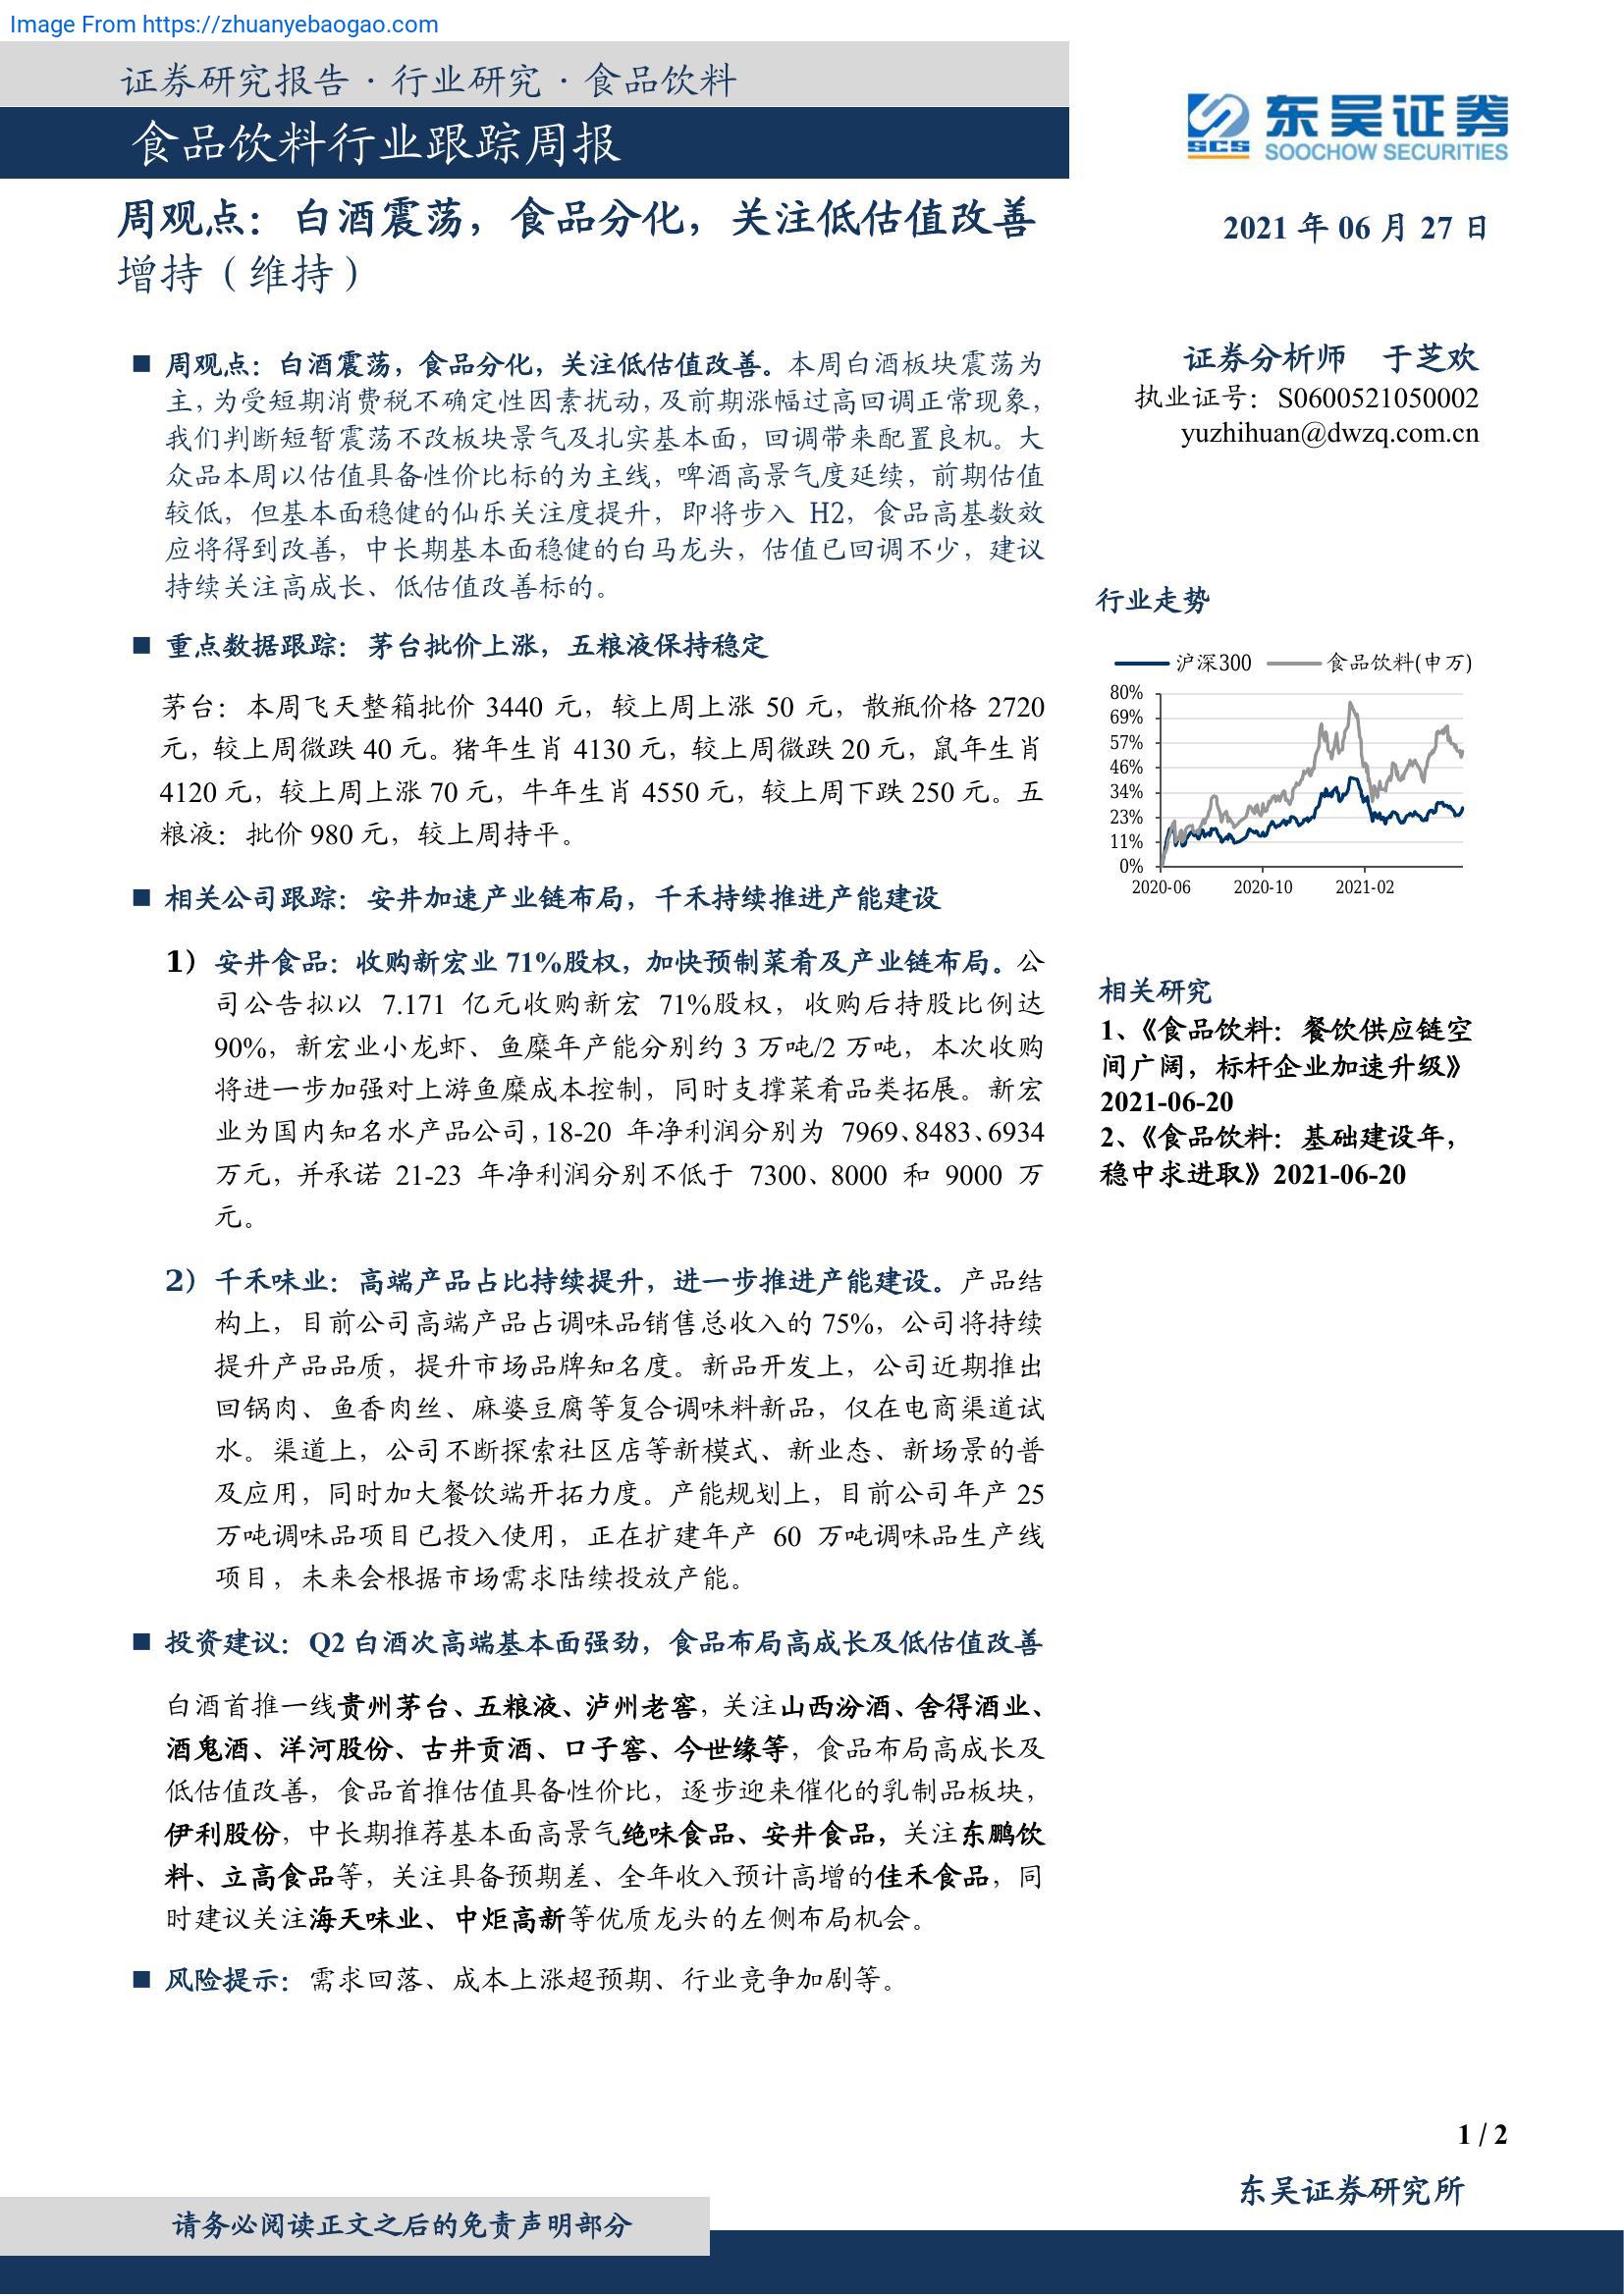 Image From https://zhuanyebaogao.com
证券研究报告·行业研究·食品饮料
食品饮料行业跟踪周报
东吴证券
SCS
SOOCHOW SECURITIES
周观点：白酒震荡，食品分化，关注低估值改善
增持（维持）
2021 年 06 月 27 日
■ 周观点：白酒震荡，食品分化，关注低估值改善。本周白酒板块震荡为
主，为受短期消费税不确定性因素扰动，及前期涨幅过高回调正常现象，
我们判断短暂震荡不改板块景气及扎实基本面，回调带来配置良机。大
众品本周以估值具备性价比标的为主线，啤酒高景气度延续，前期估值
较低，但基本面稳健的仙乐关注度提升，即将步入 H2，食品高基数效
应将得到改善，中长期基本面稳健的白马龙头，估值已回调不少，建议
持续关注高成长、低估值改善标的。
■ 重点数据跟踪：茅台批价上涨，五粮液保持稳定
茅台：本周飞天整箱批价 3440 元，较上周上涨 50 元，散瓶价格 2720
元，较上周微跌 40 元。猪年生肖 4130 元，较上周微跌 20 元，鼠年生肖
4120 元，较上周上涨 70 元，牛年生肖 4550 元，较上周下跌 250 元。五
粮液：批价 980 元，较上周持平。
■ 相关公司跟踪：安井加速产业链布局，千禾持续推进产能建设
1） 安井食品：收购新宏业 71%股权，加快预制菜肴及产业链布局。公
司公告拟以 7.171 亿元收购新宏 71%股权，收购后持股比例达
90%，新宏业小龙虾、鱼糜年产能分别约 3 万吨/2 万吨，本次收购
将进一步加强对上游鱼糜成本控制，同时支撑菜肴品类拓展。新宏
业为国内知名水产品公司，18-20 年净利润分别为 7969、8483、6934
万元，并承诺 21-23 年净利润分别不低于 7300、8000 和 9000 万
元。
2） 千禾味业：高端产品占比持续提升，进一步推进产能建设。产品结
构上，目前公司高端产品占调味品销售总收入的 75%，公司将持续
提升产品品质，提升市场品牌知名度。新品开发上，公司近期推出
回锅肉、鱼香肉丝、麻婆豆腐等复合调味料新品，仅在电商渠道试
水。渠道上，公司不断探索社区店等新模式、新业态、新场景的普
及应用，同时加大餐饮端开拓力度。产能规划上，目前公司年产 25
万吨调味品项目已投入使用，正在扩建年产 60 万吨调味品生产线
项目，未来会根据市场需求陆续投放产能。
■ 投资建议：Q2 白酒次高端基本面强劲，食品布局高成长及低估值改善
白酒首推一线贵州茅台、五粮液、泸州老窖，关注山西汾酒、舍得酒业、
酒鬼酒、洋河股份、古井贡酒、口子窖、今世缘等，食品布局高成长及
低估值改善，食品首推估值具备性价比，逐步迎来催化的乳制品板块，
伊利股份，中长期推荐基本面高景气绝味食品、安井食品，关注东鹏饮
料、立高食品等，关注具备预期差、全年收入预计高增的佳禾食品，同
时建议关注海天味业、中炬高新等优质龙头的左侧布局机会。
■ 风险提示：需求回落、成本上涨超预期、行业竞争加剧等。
证券分析师 于芝欢
执业证号：S0600521050002
yuzhihuan@dwzq.com.cn
行业走势
沪深300 食品饮料(申万)
80%
69%
57%
46%
34%
23%
11%
0%
2020-06 2020-10 2021-02
相关研究
1、《食品饮料：餐饮供应链空
间广阔，标杆企业加速升级》
2021-06-20
2、《食品饮料：基础建设年，
稳中求进取》2021-06-20
1 / 2
东吴证券研究所
请务必阅读正文之后的免责声明部分